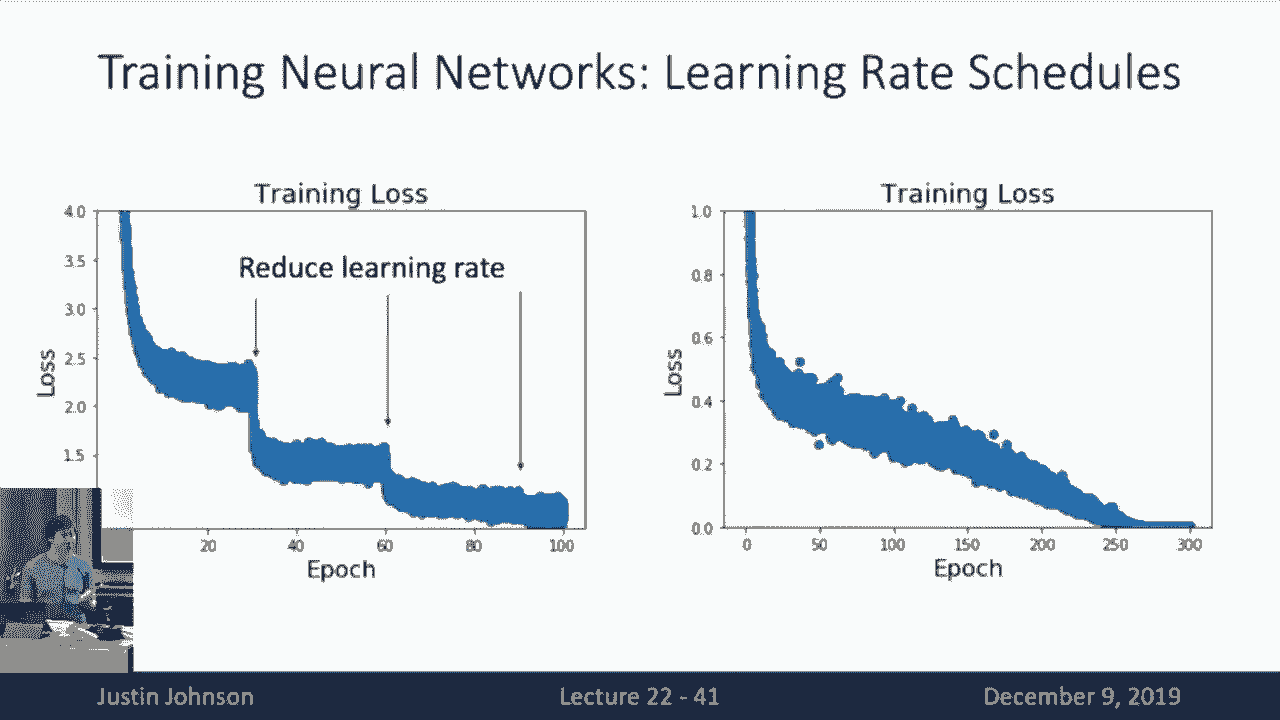 Training Neural Networks: Learning Rate Schedules
Training Loss
4.0
3.5
3.0
2.5
2.0
1.5
Loss
Reduce learning rate
20 40 60 80 100
Epoch
Training Loss
1.0
0.8
0.6
0.4
0.2
0.0
Loss
0 50 100 150 200 250 300
Epoch
Justin Johnson
Lecture 22 - 41
December 9, 2019